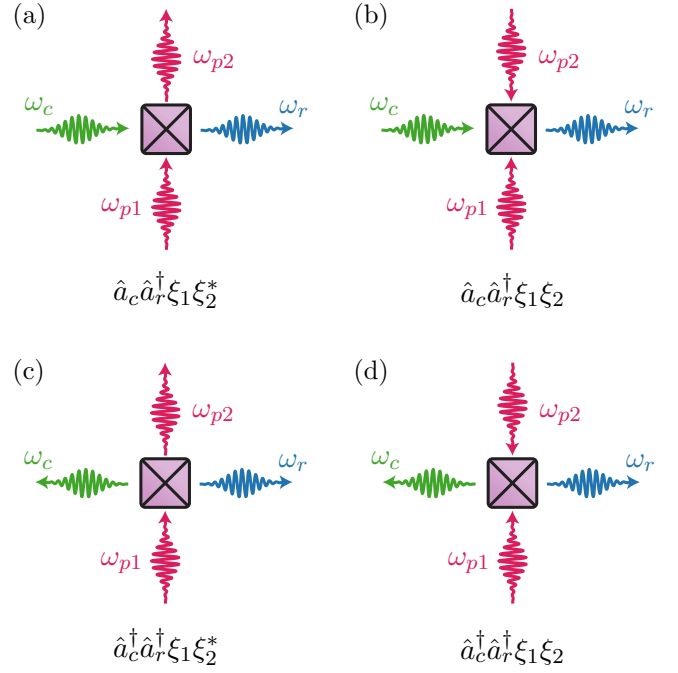 (a) (b)
ω_{p2} ω_{p2}
ω_c ω_r ω_c ω_r
ω_{p1} ω_{p1}
â_c â_r^† ξ_1 ξ_2^* â_c â_r^† ξ_1 ξ_2
(c) (d)
ω_{p2} ω_{p2}
ω_c ω_r ω_c ω_r
ω_{p1} ω_{p1}
â_c^† â_r^† ξ_1 ξ_2^* â_c^† â_r^† ξ_1 ξ_2